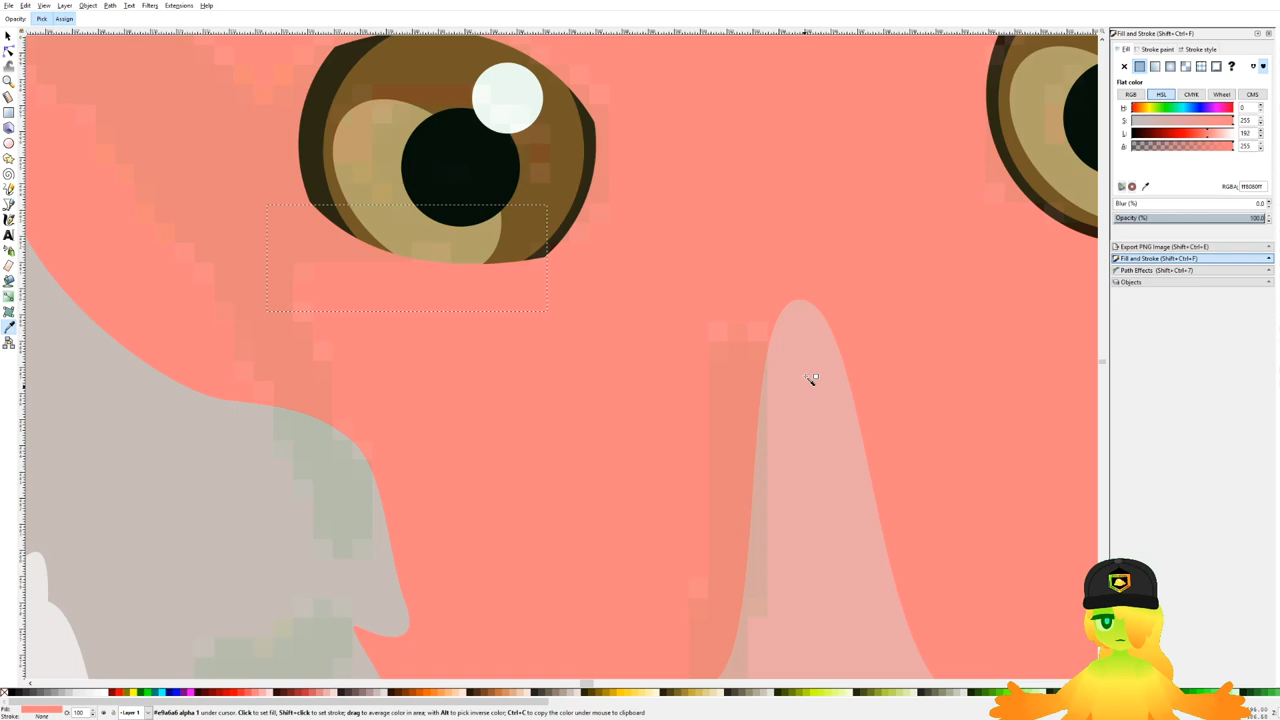 File Edit View Layer Object Path Text Filters Extensions Help
Opacity: Pick Assign
Fill and Stroke (Shift+Ctrl+F)
Fill Stroke paint Stroke style
?
Flat color
RGB HSL CMYK Wheel CMS
H: 0
S: 255
L: 192
A: 255
RGBA: ff8080ff
Blur (%) 0.0
Opacity (%) 100.0
Export PNG Image (Shift+Ctrl+E)
Fill and Stroke (Shift+Ctrl+F)
Path Effects (Shift+Ctrl+7)
Objects
Fill:
Stroke: None
O: 100
Layer 1
#e9a6a6 alpha 1 under cursor. Click to set fill, Shift+click to set stroke; drag to average color in area; with Alt to pick inverse color; Ctrl+C to copy the color under mouse to clipboard